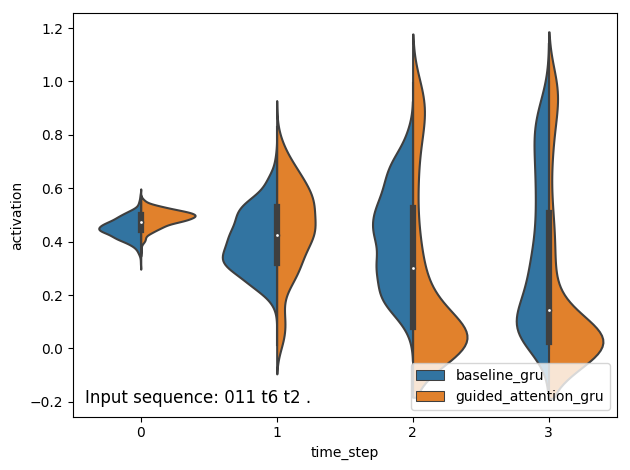 1.2
1.0
0.8
0.6
0.4
0.2
0.0
−0.2
activation
Input sequence: 011 t6 t2 .
baseline_gru
guided_attention_gru
0 1 2 3
time_step